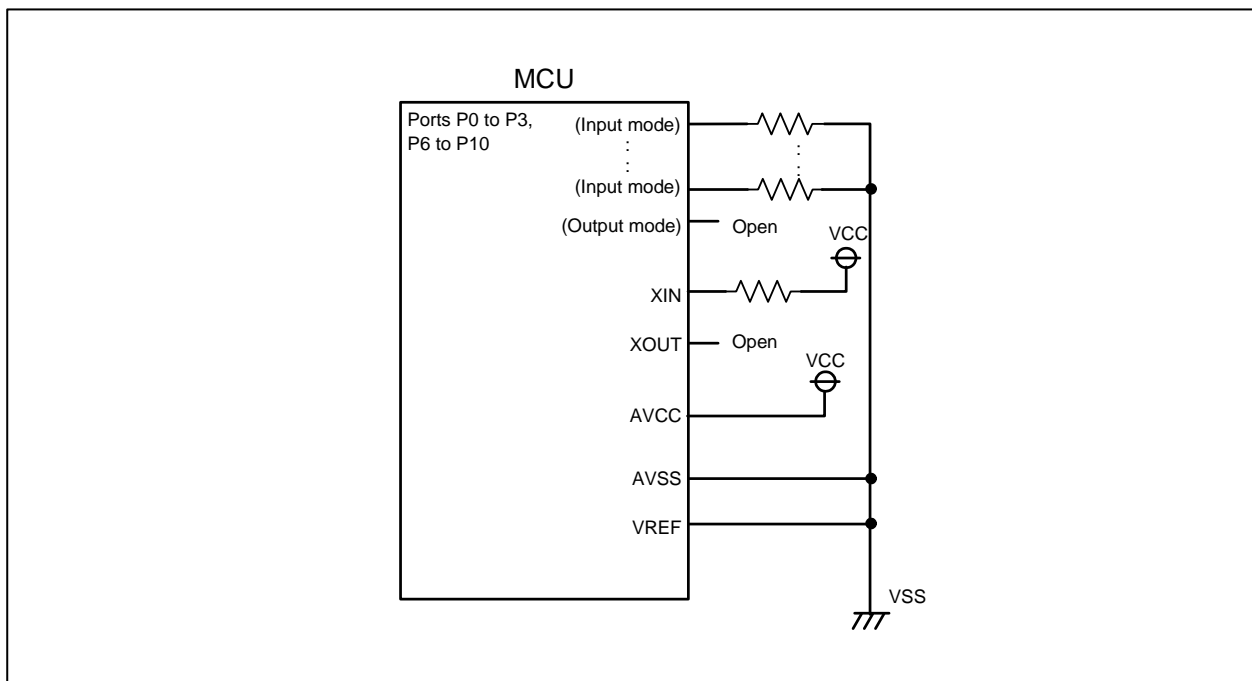 MCU
Ports P0 to P3,
P6 to P10
(Input mode)
(Input mode)
(Output mode)
Open
VCC
XIN
XOUT
Open
VCC
AVCC
AVSS
VREF
VSS